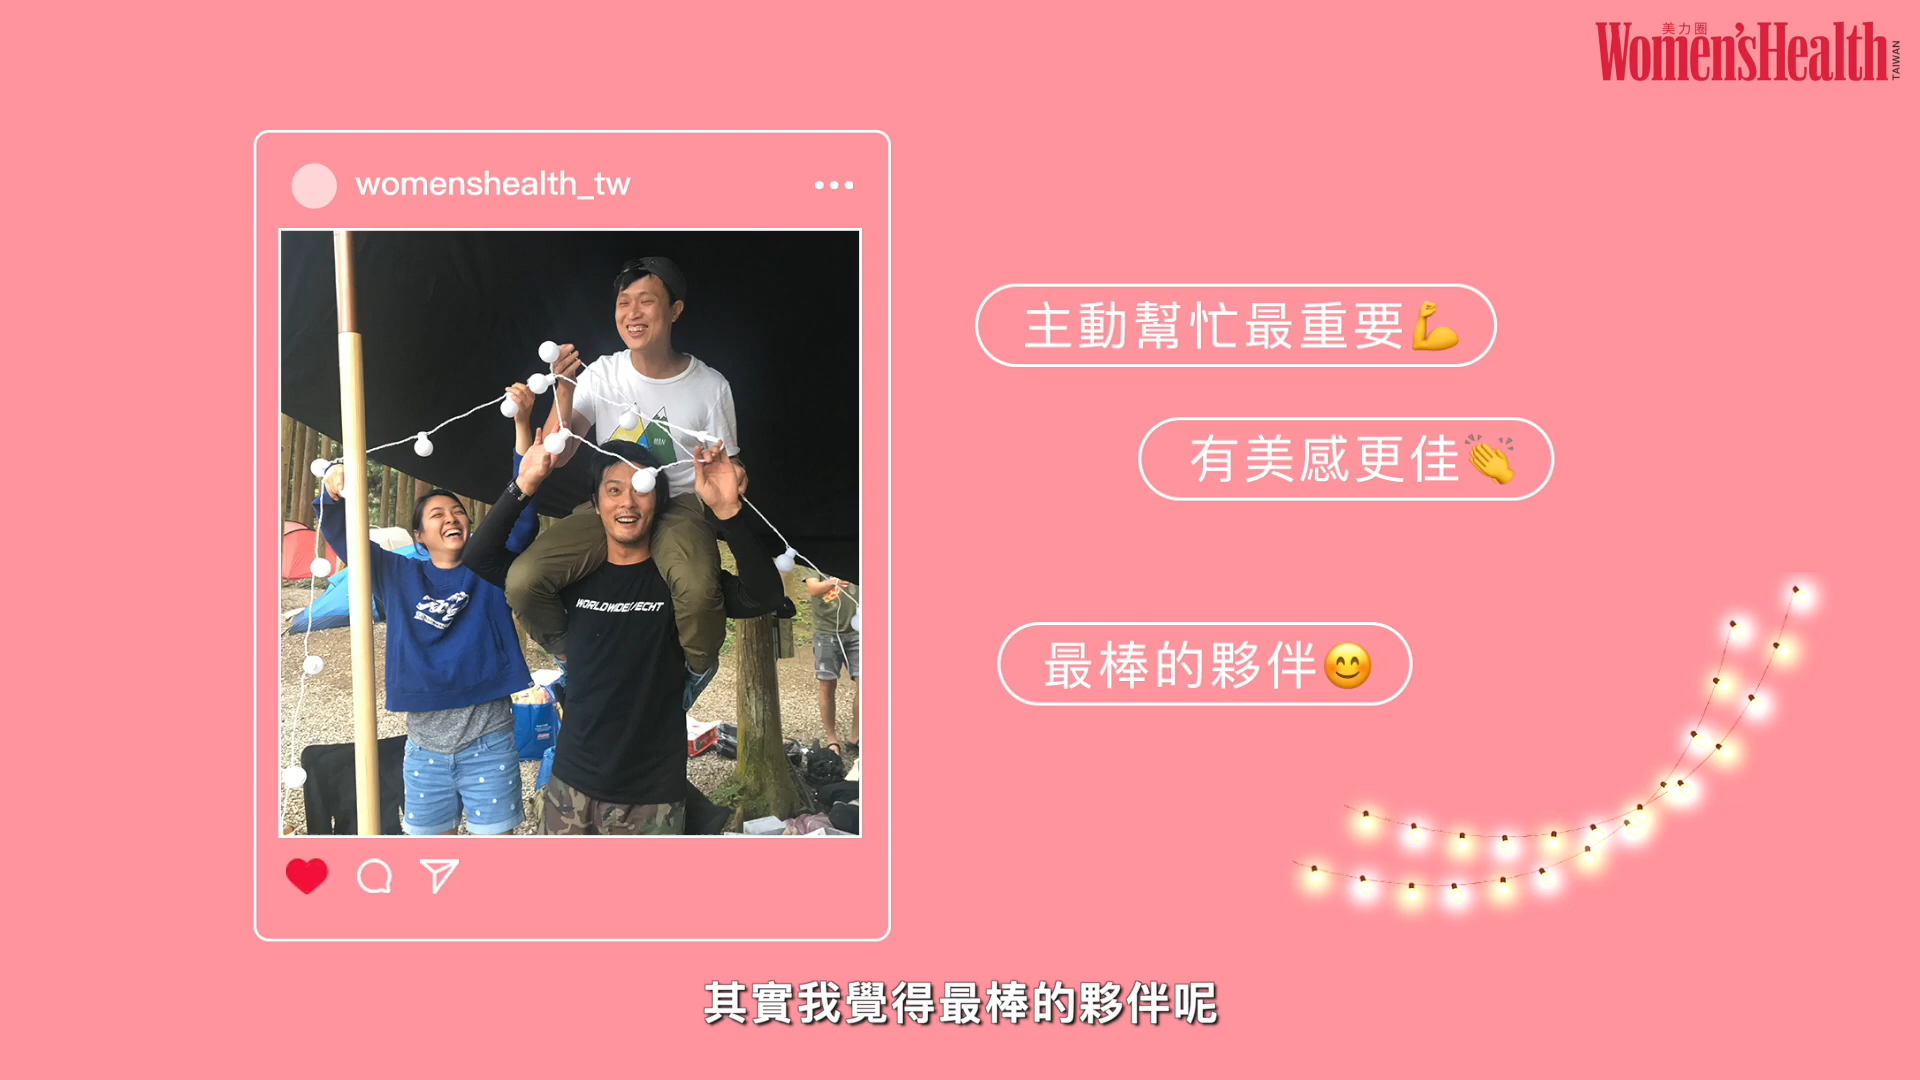 美力圈
Women'sHealth
TAIWAN
womenshealth_tw
MAN
主動幫忙最重要💪
有美感更佳👏
最棒的夥伴😊
其實我覺得最棒的夥伴呢